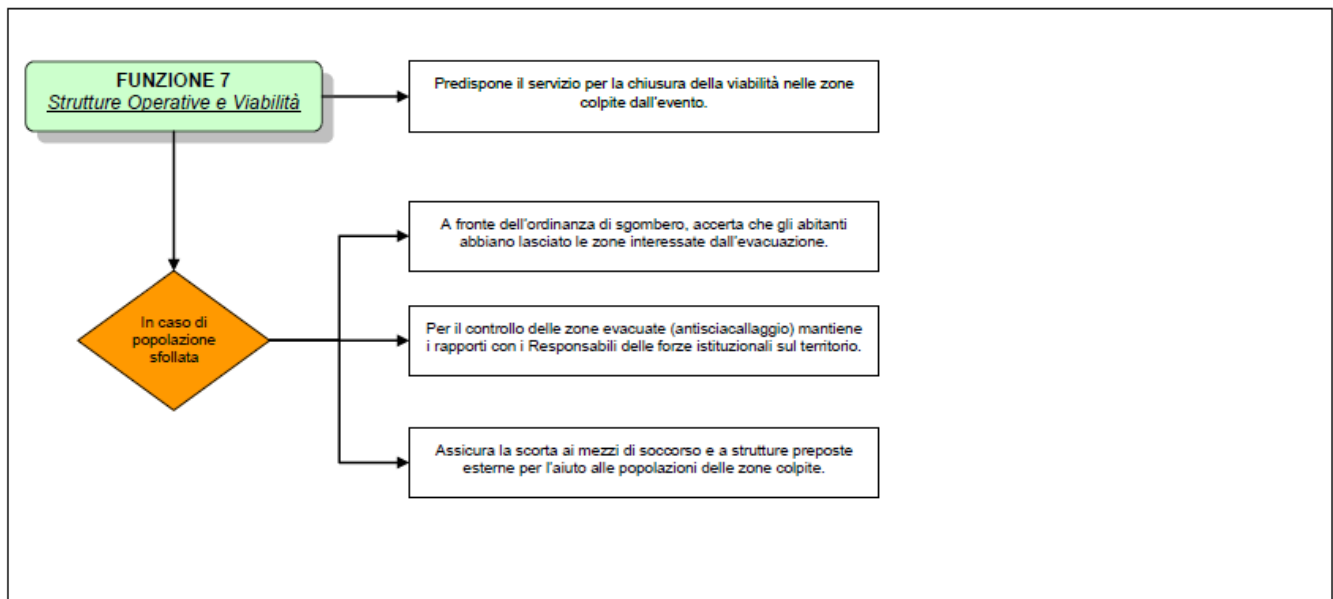 FUNZIONE 7
Strutture Operative e Viabilità
Predispone il servizio per la chiusura della viabilità nelle zone
colpite dall'evento.
A fronte dell'ordinanza di sgombero, accerta che gli abitanti
abbiano lasciato le zone interessate dall'evacuazione.
In caso di
popolazione
sfollata
Per il controllo delle zone evacuate (antisciacallaggio) mantiene
i rapporti con i Responsabili delle forze istituzionali sul territorio.
Assicura la scorta ai mezzi di soccorso e a strutture preposte
esterne per l'aiuto alle popolazioni delle zone colpite.